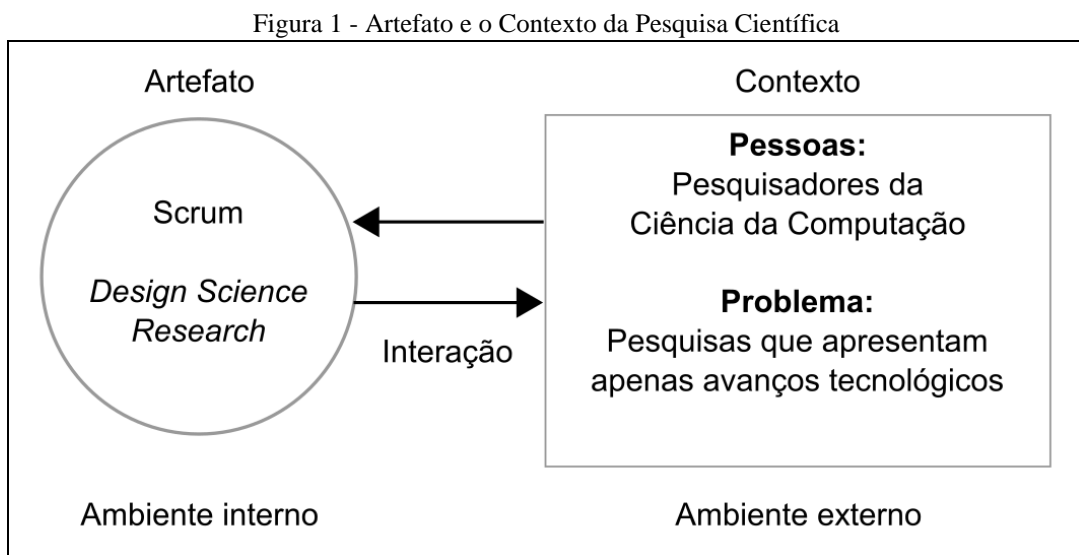 Figura 1 - Artefato e o Contexto da Pesquisa Científica
Artefato
Contexto
Scrum
Design Science
Research
Interação
Pessoas:
Pesquisadores da
Ciência da Computação
Problema:
Pesquisas que apresentam
apenas avanços tecnológicos
Ambiente interno
Ambiente externo